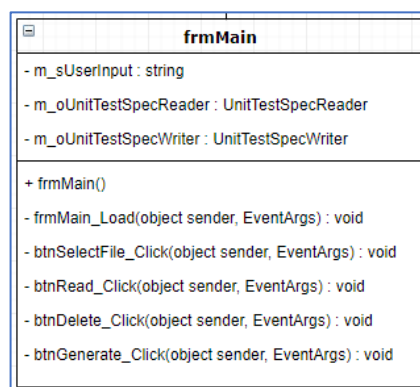 frmMain
- m_sUserInput : string
- m_oUnitTestSpecReader : UnitTestSpecReader
- m_oUnitTestSpecWriter : UnitTestSpecWriter
+ frmMain()
- frmMain_Load(object sender, EventArgs) : void
- btnSelectFile_Click(object sender, EventArgs) : void
- btnRead_Click(object sender, EventArgs) : void
- btnDelete_Click(object sender, EventArgs) : void
- btnGenerate_Click(object sender, EventArgs) : void